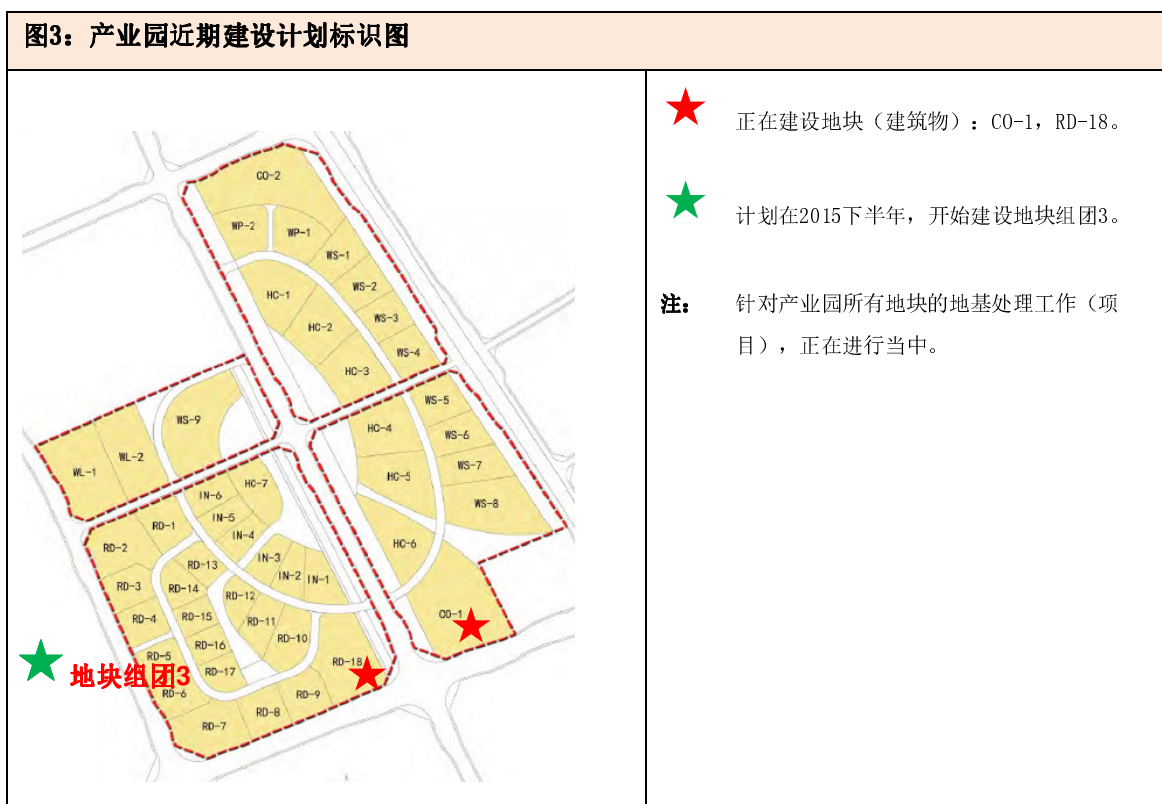 图3：产业园近期建设计划标识图
正在建设地块（建筑物）：CO-1，RD-18。
计划在2015下半年，开始建设地块组团3。
注：
针对产业园所有地块的地基处理工作（项
目），正在进行当中。
CO-2
WP-2
WP-1
WS-1
WS-2
HC-1
WS-3
HC-2
WS-4
HC-3
WS-5
WS-9
HC-4
WS-6
WL-2
WL-1
WS-7
HC-5
HC-7
IN-6
WS-8
IN-5
RD-1
IN-4
HC-6
RD-2
IN-3
RD-13
IN-2
IN-1
RD-3
RD-14
RD-12
CO-1
RD-4
RD-15
RD-11
RD-10
RD-16
RD-5
RD-18
RD-17
地块组团3
RD-6
RD-9
RD-8
RD-7